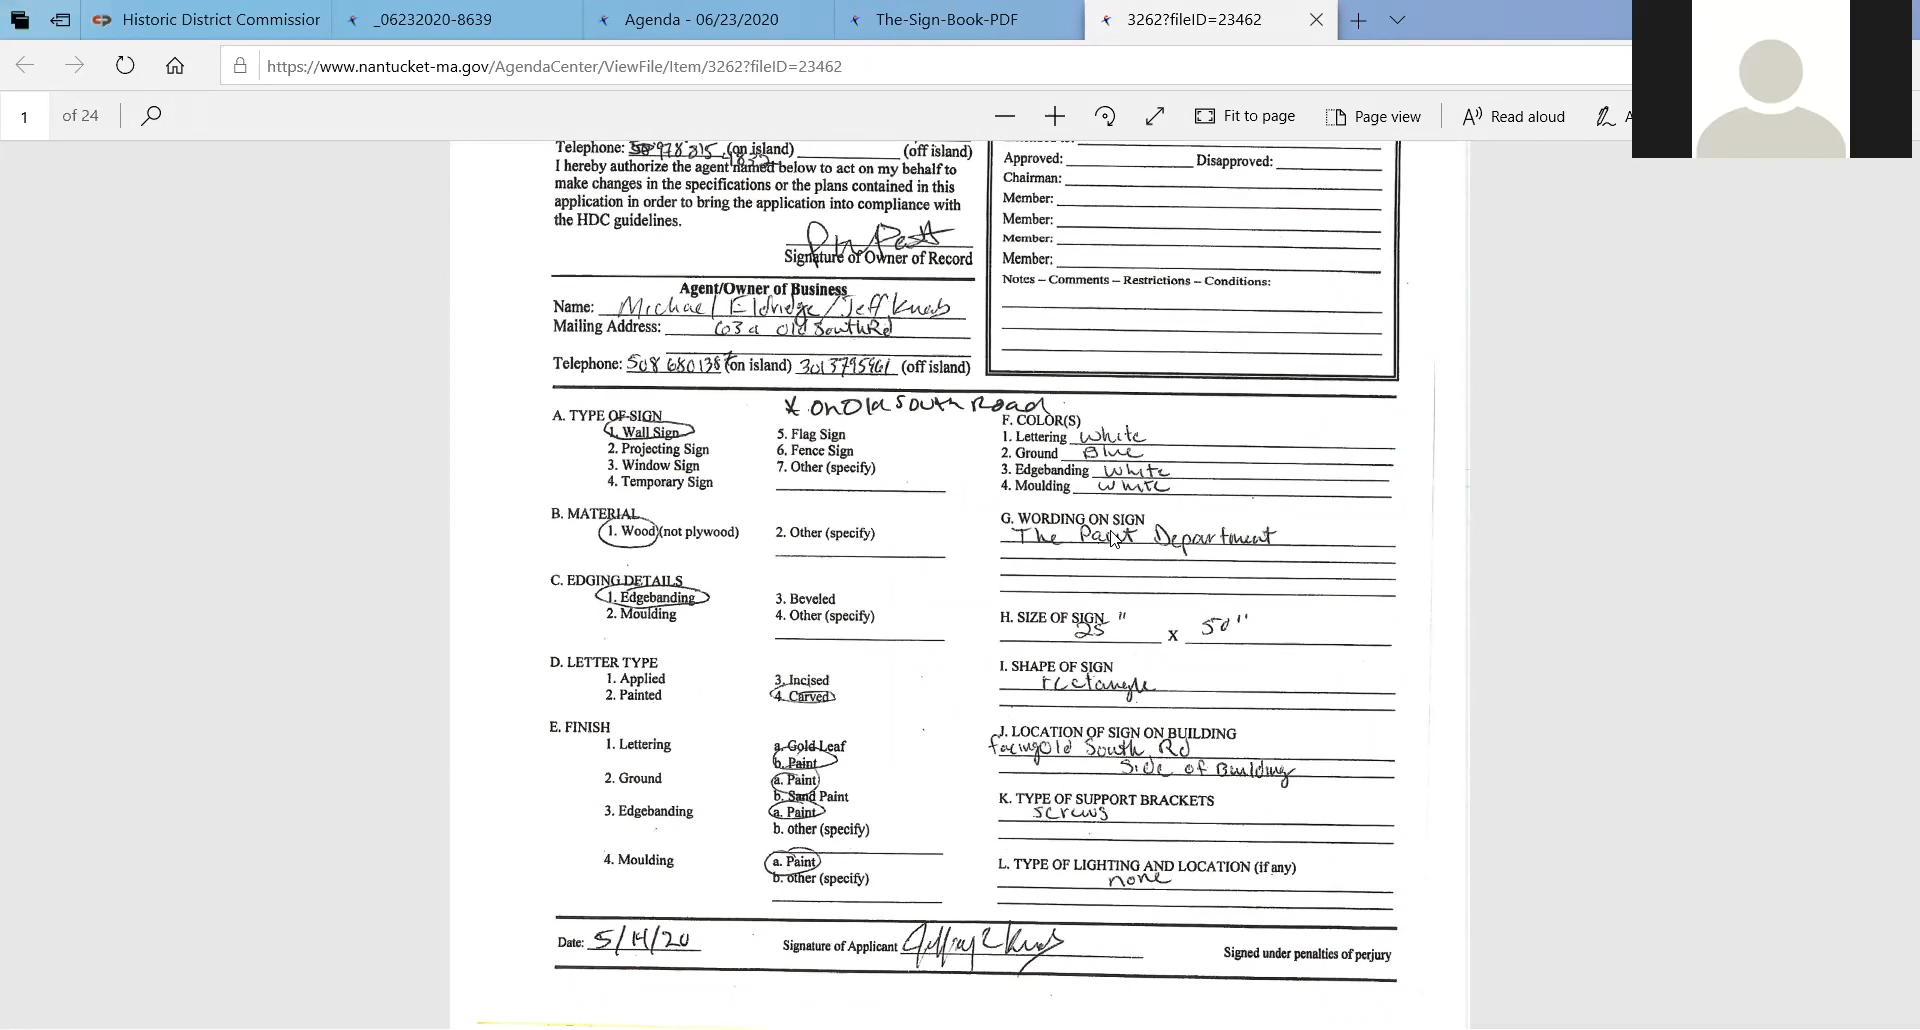 Historic District Commission
_06232020-8639
Agenda - 06/23/2020
The-Sign-Book-PDF
3262?fileID=23462
https://www.nantucket-ma.gov/AgendaCenter/ViewFile/Item/3262?fileID=23462
1 of 24
Fit to page
Page view
Read aloud
Telephone: (on island) (off island)
I hereby authorize the agent named below to act on my behalf to
make changes in the specifications or the plans contained in this
application in order to bring the application into compliance with
the HDC guidelines.
Signature of Owner of Record
Approved: Disapproved:
Chairman:
Member:
Member:
Member:
Member:
Notes – Comments – Restrictions – Conditions:
Agent/Owner of Business
Name: Michael Eldridge/Jeff Knab
Mailing Address: 63a Old South Rd
Telephone: 508 6801387 (on island) 3013795961 (off island)
* on Old South Road
A. TYPE OF SIGN
1. Wall Sign
2. Projecting Sign
3. Window Sign
4. Temporary Sign
5. Flag Sign
6. Fence Sign
7. Other (specify)
B. MATERIAL
1. Wood (not plywood)
2. Other (specify)
C. EDGING DETAILS
1. Edgebanding
2. Moulding
3. Beveled
4. Other (specify)
D. LETTER TYPE
1. Applied
2. Painted
3. Incised
4. Carved
E. FINISH
1. Lettering
a. Gold Leaf
b. Paint
2. Ground
a. Paint
b. Sand Paint
3. Edgebanding
a. Paint
b. other (specify)
4. Moulding
a. Paint
b. other (specify)
F. COLOR(S)
1. Lettering white
2. Ground Blue
3. Edgebanding white
4. Moulding white
G. WORDING ON SIGN
The Paint Department
H. SIZE OF SIGN
25 " x 50 "
I. SHAPE OF SIGN
rectangle
J. LOCATION OF SIGN ON BUILDING
facing Old South Rd
Side of Building
K. TYPE OF SUPPORT BRACKETS
screws
L. TYPE OF LIGHTING AND LOCATION (if any)
none
Date: 5/14/20
Signature of Applicant
Signed under penalties of perjury